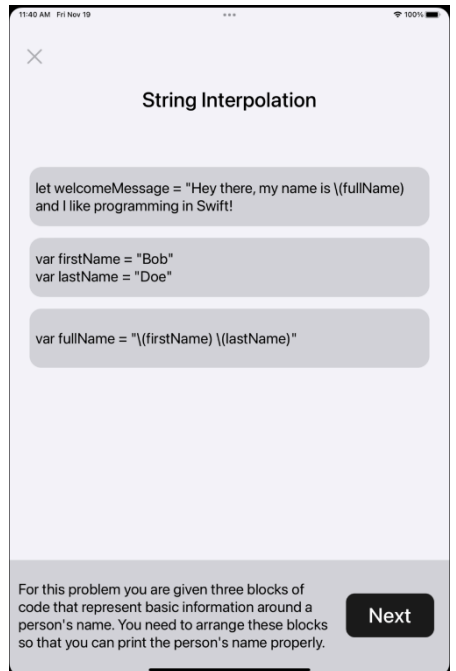 11:40 AM Fri Nov 19
100%
String Interpolation
let welcomeMessage = "Hey there, my name is \(fullName)
and I like programming in Swift!
var firstName = "Bob"
var lastName = "Doe"
var fullName = "\(firstName) \(lastName)"
For this problem you are given three blocks of
code that represent basic information around a
person's name. You need to arrange these blocks
so that you can print the person's name properly.
Next